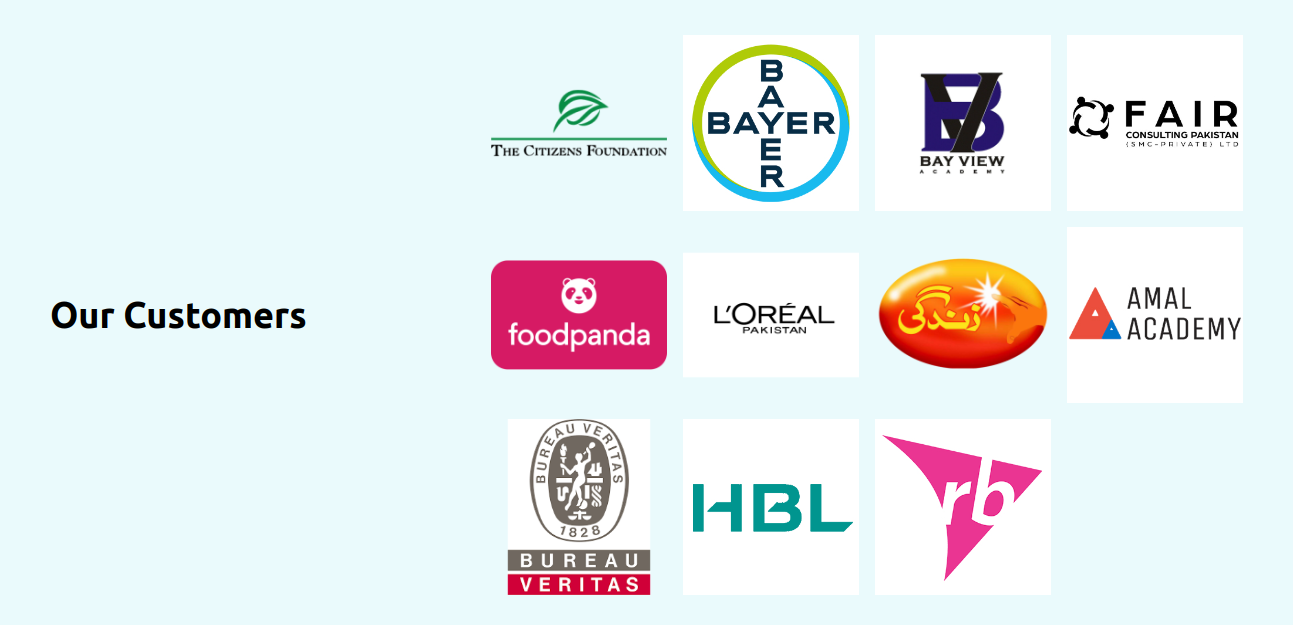 Our Customers
THE CITIZENS FOUNDATION
BAYER
BAYER
BAY VIEW
ACADEMY
FAIR
CONSULTING PAKISTAN
(SMC-PRIVATE) LTD
foodpanda
L'ORÉAL
PAKISTAN
زندگی
AMAL
ACADEMY
BUREAU VERITAS
1828
BUREAU
VERITAS
HBL
rb